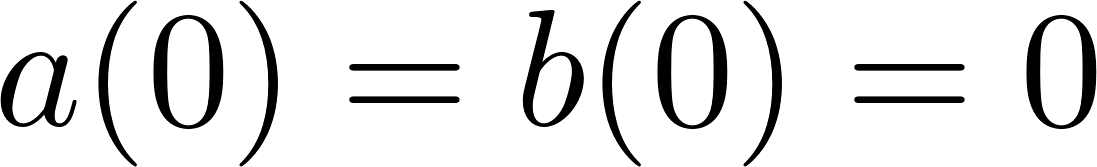 a(0) = b(0) = 0